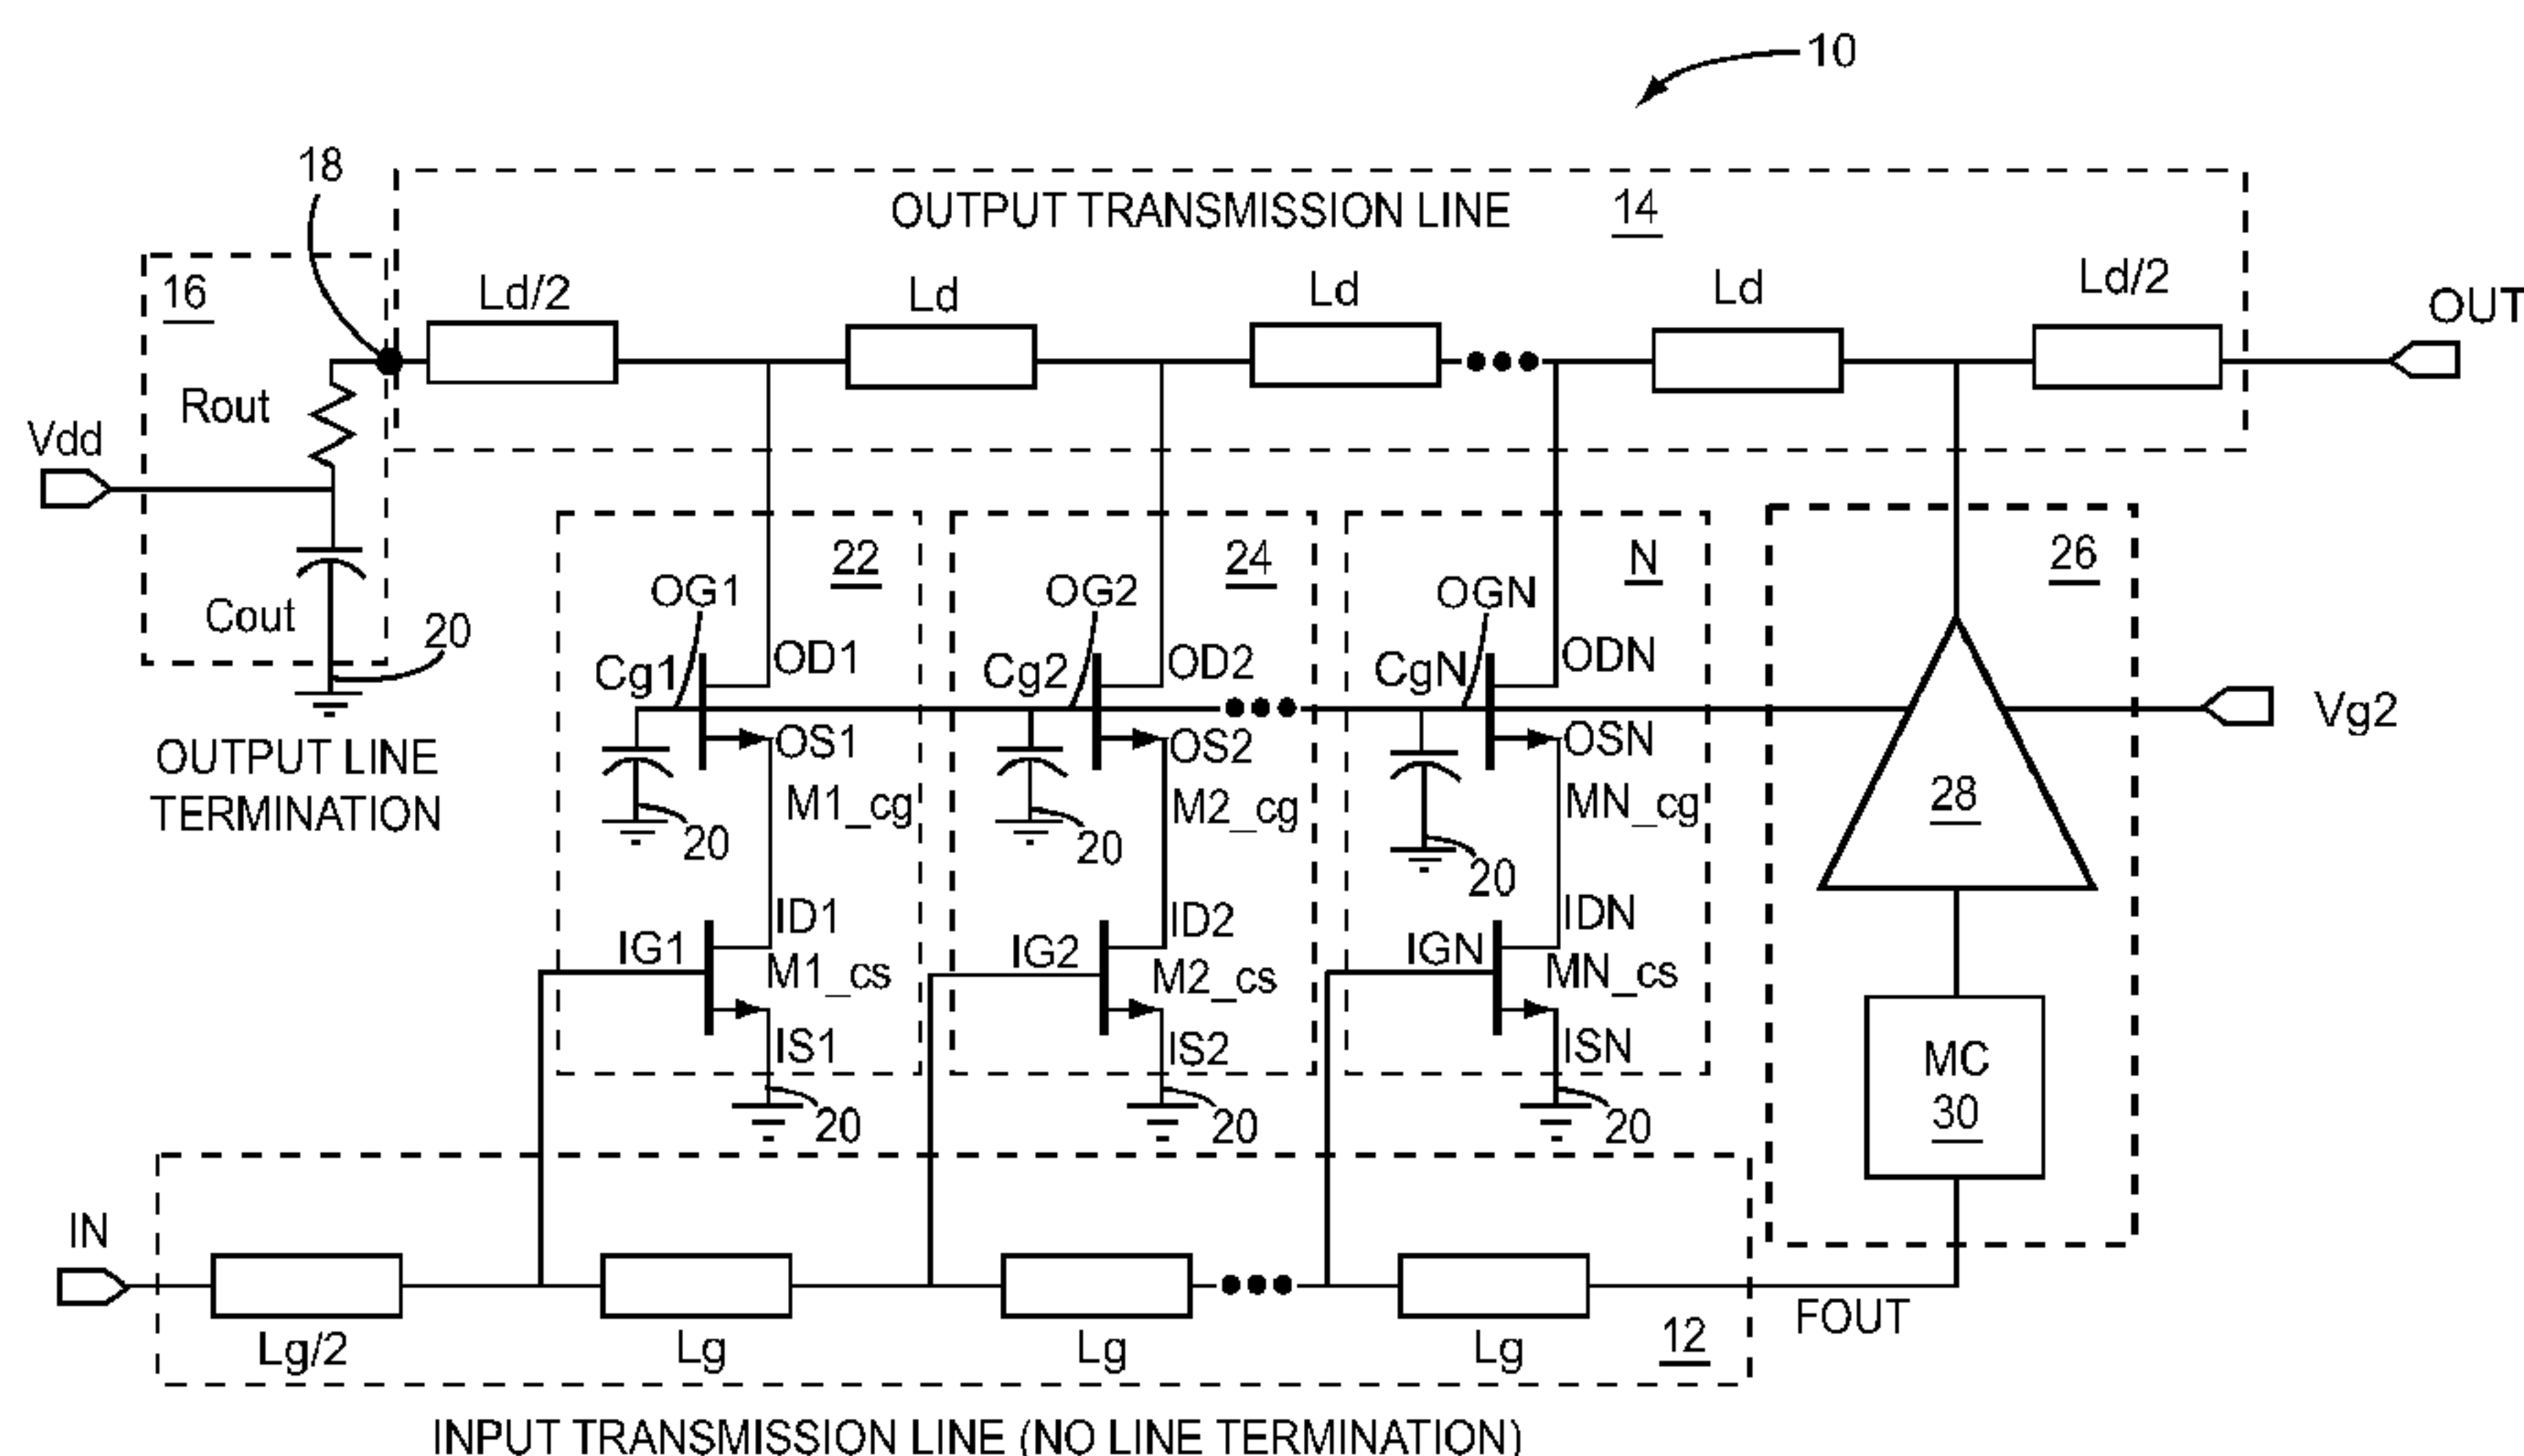 10
18
OUTPUT TRANSMISSION LINE 14
16
Ld/2
Ld
Ld
Ld
Ld/2
OUT
Rout
Vdd
Cout
20
OUTPUT LINE
TERMINATION
22
24
N
26
OG1
OG2
OGN
Cg1
OD1
Cg2
OD2
CgN
ODN
OS1
OS2
OSN
Vg2
M1_cg
M2_cg
MN_cg
28
20
20
20
ID1
ID2
IDN
IG1
IG2
IGN
M1_cs
M2_cs
MN_cs
IS1
IS2
ISN
MC
30
20
20
20
IN
Lg/2
Lg
Lg
Lg
12
FOUT
INPUT TRANSMISSION LINE (NO LINE TERMINATION)